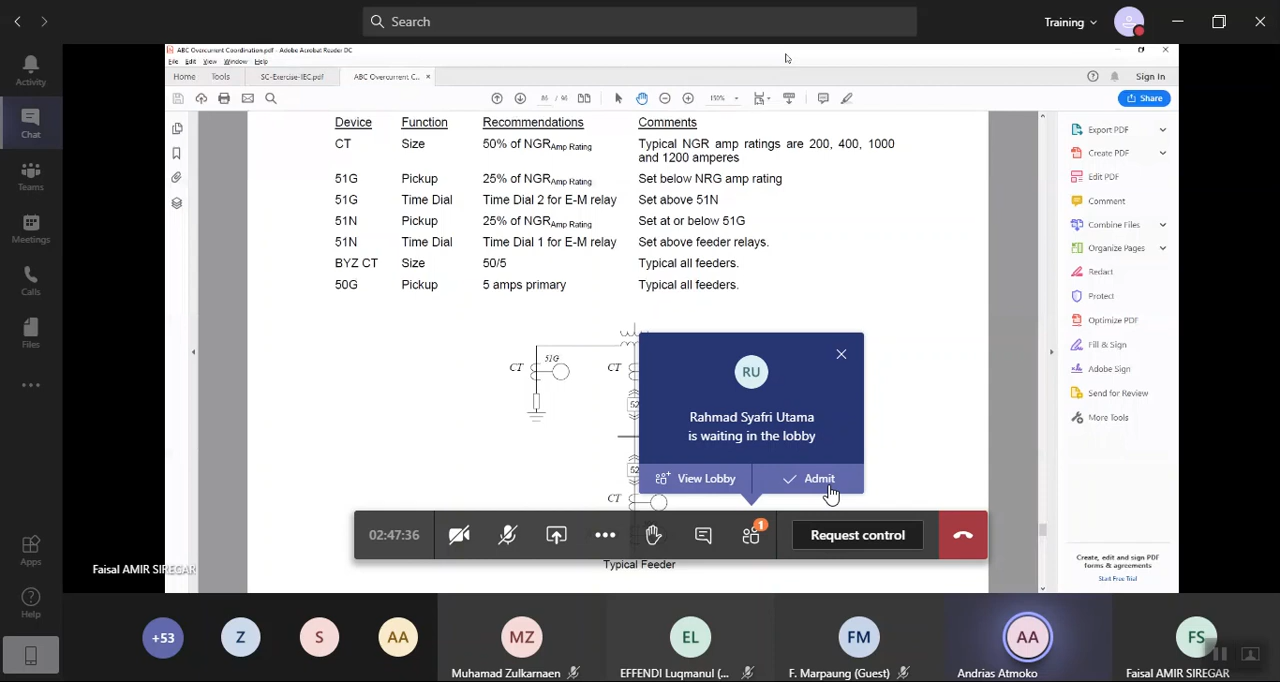 Search
Training
Activity
Chat
Teams
Meetings
Calls
Files
Apps
Help
ABC Overcurrent Coordination.pdf - Adobe Acrobat Reader DC
File Edit View Window Help
Home Tools SC-Exercise-IEC.pdf ABC Overcurrent C... × Sign In
/ 96 150% Share
Device Function Recommendations Comments
CT Size 50% of NGRAmp Rating Typical NGR amp ratings are 200, 400, 1000
and 1200 amperes
51G Pickup 25% of NGRAmp Rating Set below NRG amp rating
51G Time Dial Time Dial 2 for E-M relay Set above 51N
51N Pickup 25% of NGRAmp Rating Set at or below 51G
51N Time Dial Time Dial 1 for E-M relay Set above feeder relays.
BYZ CT Size 50/5 Typical all feeders.
50G Pickup 5 amps primary Typical all feeders.
51G
CT
CT
52
52
CT
Typical Feeder
Export PDF
Create PDF
Edit PDF
Comment
Combine Files
Organize Pages
Redact
Protect
Optimize PDF
Fill & Sign
Adobe Sign
Send for Review
More Tools
Create, edit and sign PDF
forms & agreements
Start Free Trial
RU
Rahmad Syafri Utama
is waiting in the lobby
View Lobby Admit
02:47:36 1 Request control
Faisal AMIR SIREGAR
+53 Z S AA MZ EL FM AA FS
Muhamad Zulkarnaen EFFENDI Luqmanul (... F. Marpaung (Guest) Andrias Atmoko Faisal AMIR SIREGAR